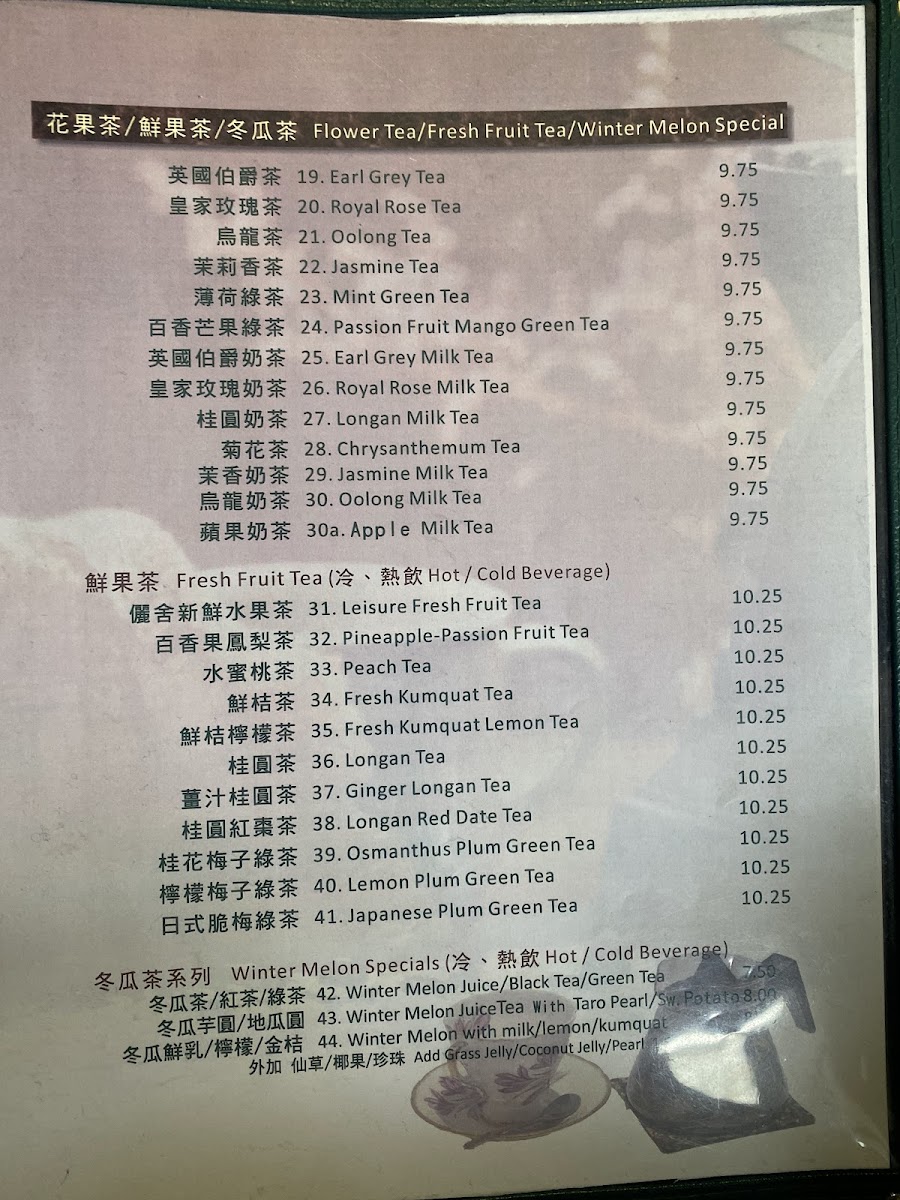 花果茶/鮮果茶/冬瓜茶 Flower Tea/Fresh Fruit Tea/Winter Melon Special
英國伯爵茶 19. Earl Grey Tea 9.75
皇家玫瑰茶 20. Royal Rose Tea 9.75
烏龍茶 21. Oolong Tea 9.75
茉莉香茶 22. Jasmine Tea 9.75
薄荷綠茶 23. Mint Green Tea 9.75
百香芒果綠茶 24. Passion Fruit Mango Green Tea 9.75
英國伯爵奶茶 25. Earl Grey Milk Tea 9.75
皇家玫瑰奶茶 26. Royal Rose Milk Tea 9.75
桂圓奶茶 27. Longan Milk Tea 9.75
菊花茶 28. Chrysanthemum Tea 9.75
茉香奶茶 29. Jasmine Milk Tea 9.75
烏龍奶茶 30. Oolong Milk Tea 9.75
蘋果奶茶 30a. Apple Milk Tea 9.75
鮮果茶 Fresh Fruit Tea (冷、熱飲 Hot / Cold Beverage)
儷舍新鮮水果茶 31. Leisure Fresh Fruit Tea 10.25
百香果鳳梨茶 32. Pineapple-Passion Fruit Tea 10.25
水蜜桃茶 33. Peach Tea 10.25
鮮桔茶 34. Fresh Kumquat Tea 10.25
鮮桔檸檬茶 35. Fresh Kumquat Lemon Tea 10.25
桂圓茶 36. Longan Tea 10.25
薑汁桂圓茶 37. Ginger Longan Tea 10.25
桂圓紅棗茶 38. Longan Red Date Tea 10.25
桂花梅子綠茶 39. Osmanthus Plum Green Tea 10.25
檸檬梅子綠茶 40. Lemon Plum Green Tea 10.25
日式脆梅綠茶 41. Japanese Plum Green Tea 10.25
冬瓜茶系列 Winter Melon Specials (冷、熱飲 Hot / Cold Beverage)
冬瓜茶/紅茶/綠茶 42. Winter Melon Juice/Black Tea/Green Tea 7.50
冬瓜芋圓/地瓜圓 43. Winter Melon JuiceTea With Taro Pearl/Sw.Potato 8.00
冬瓜鮮乳/檸檬/金桔 44. Winter Melon with milk/lemon/kumquat
外加 仙草/椰果/珍珠 Add Grass Jelly/Coconut Jelly/Pearl